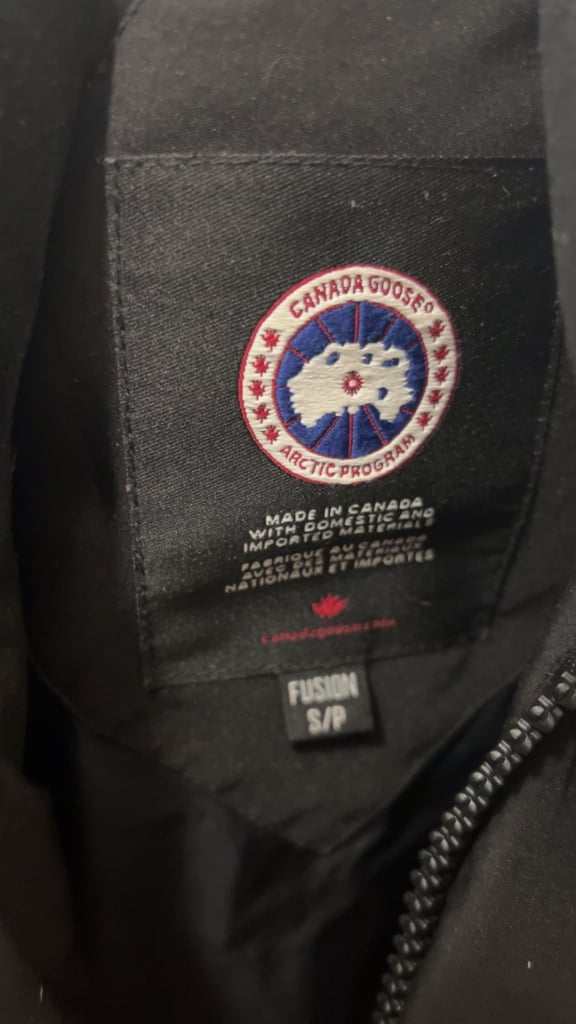 CANADA GOOSE®
ARCTIC PROGRAM
MADE IN CANADA
WITH DOMESTIC AND
IMPORTED MATERIALS
FABRIQUÉ AU CANADA
AVEC DES MATERIAUX
NATIONAUX ET IMPORTÉS
FUSION
S/P